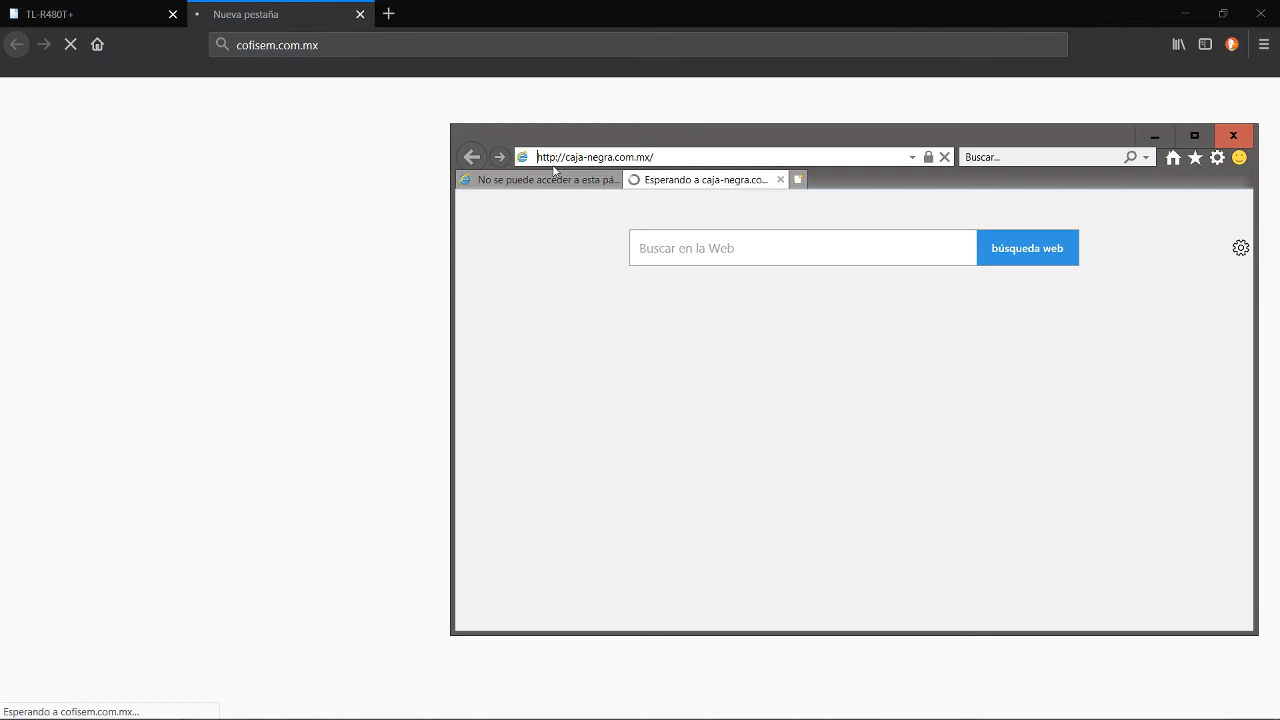 TL-R480T+
Nueva pestaña
cofisem.com.mx
http://caja-negra.com.mx/
Buscar...
No se puede acceder a esta pá...
Esperando a caja-negra.co...
Buscar en la Web
búsqueda web
Esperando a cofisem.com.mx...